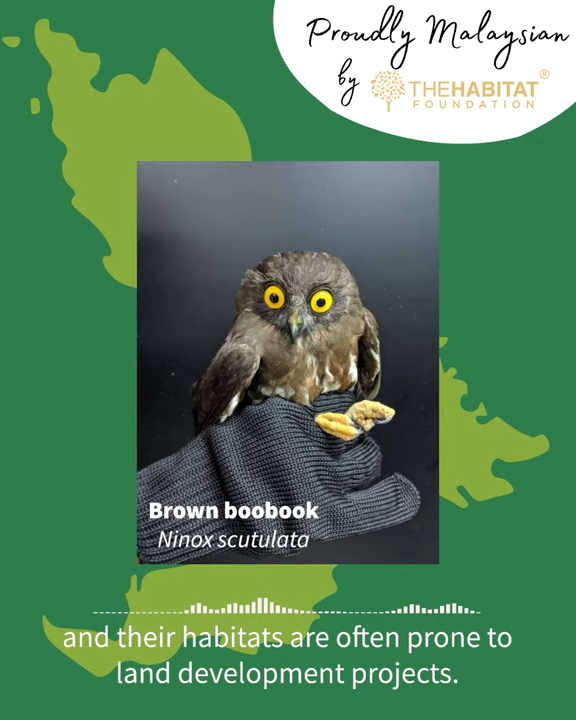 Proudly Malaysian
by THEHABITAT®
FOUNDATION
Brown boobook
Ninox scutulata
and their habitats are often prone to
land development projects.